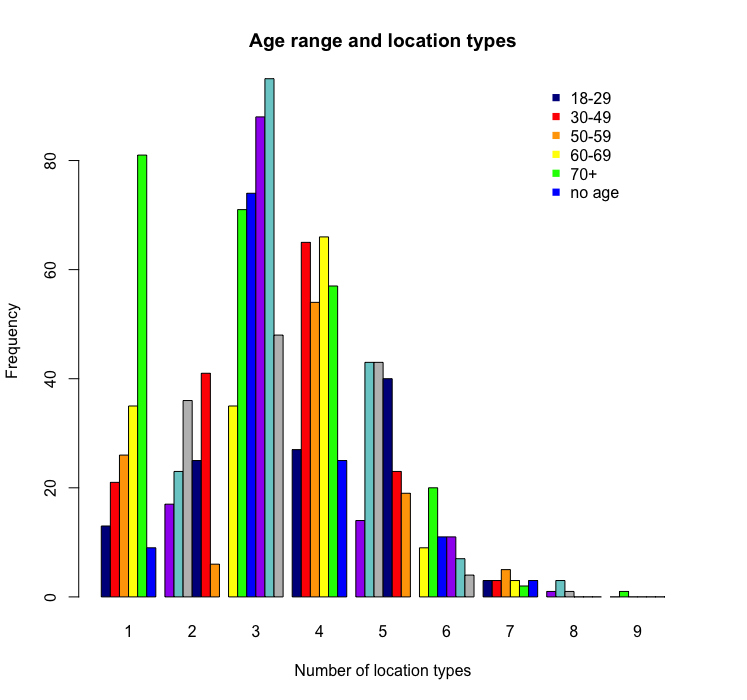 Age range and location types
18-29
30-49
50-59
60-69
70+
no age
Frequency
80
60
40
20
0
1 2 3 4 5 6 7 8 9
Number of location types